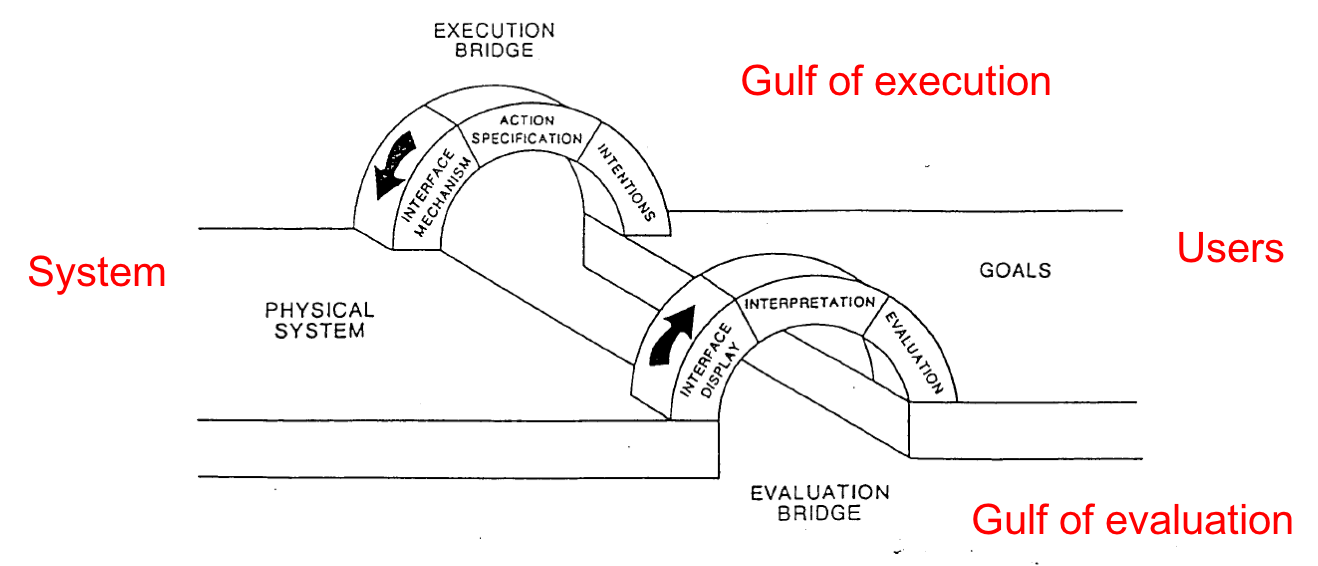 EXECUTION
BRIDGE
Gulf of execution
ACTION
SPECIFICATION
INTERFACE
MECHANISM
INTENTIONS
System
Users
PHYSICAL
SYSTEM
GOALS
INTERPRETATION
INTERFACE
DISPLAY
EVALUATION
EVALUATION
BRIDGE
Gulf of evaluation